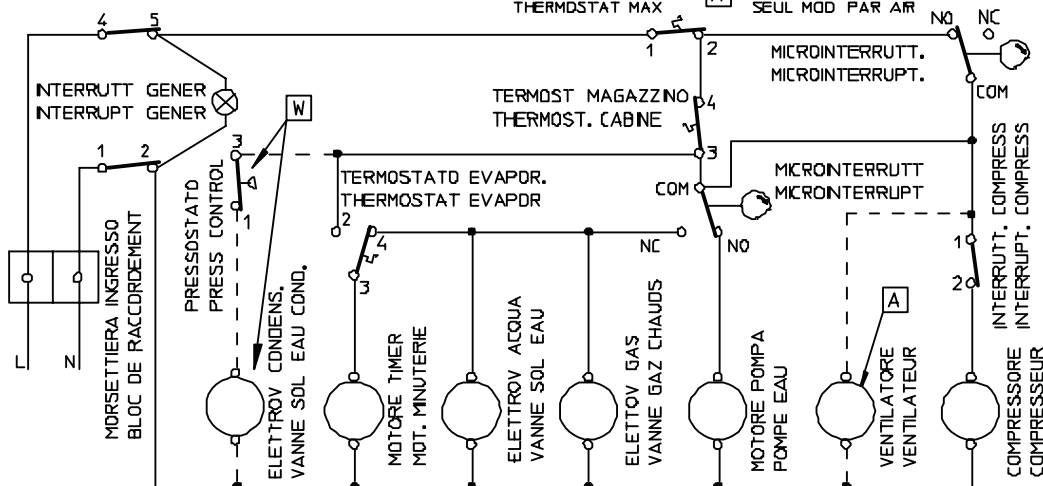 THERMOSTAT MAX
SEUL MOD PAR AIR
4 5
1 2
NO NC
COM
MICROINTERRUTT.
MICROINTERRUPT.
INTERRUTT GENER
INTERRUPT GENER
W
TERMOST MAGAZZINO
THERMOST. CABINE
4
3
1 2
3
1
PRESSOSTATO
PRESS CONTROL
TERMOSTATO EVAPOR.
THERMOSTAT EVAPOR
2
4
3
COM
NC
NO
MICROINTERRUTT
MICROINTERRUPT
1
2
INTERRUTT. COMPRESS
INTERRUPT. COMPRESS
A
L N
MORSETTIERA INGRESSO
BLOC DE RACCORDEMENT
ELETTROV CONDENS.
VANNE SOL EAU COND.
MOTORE TIMER
MOT. MINUTERIE
ELETTROV ACQUA
VANNE SOL EAU
ELETTOV GAS
VANNE GAZ CHAUDS
MOTORE POMPA
POMPE EAU
VENTILATORE
VENTILATEUR
COMPRESSORE
COMPRESSEUR